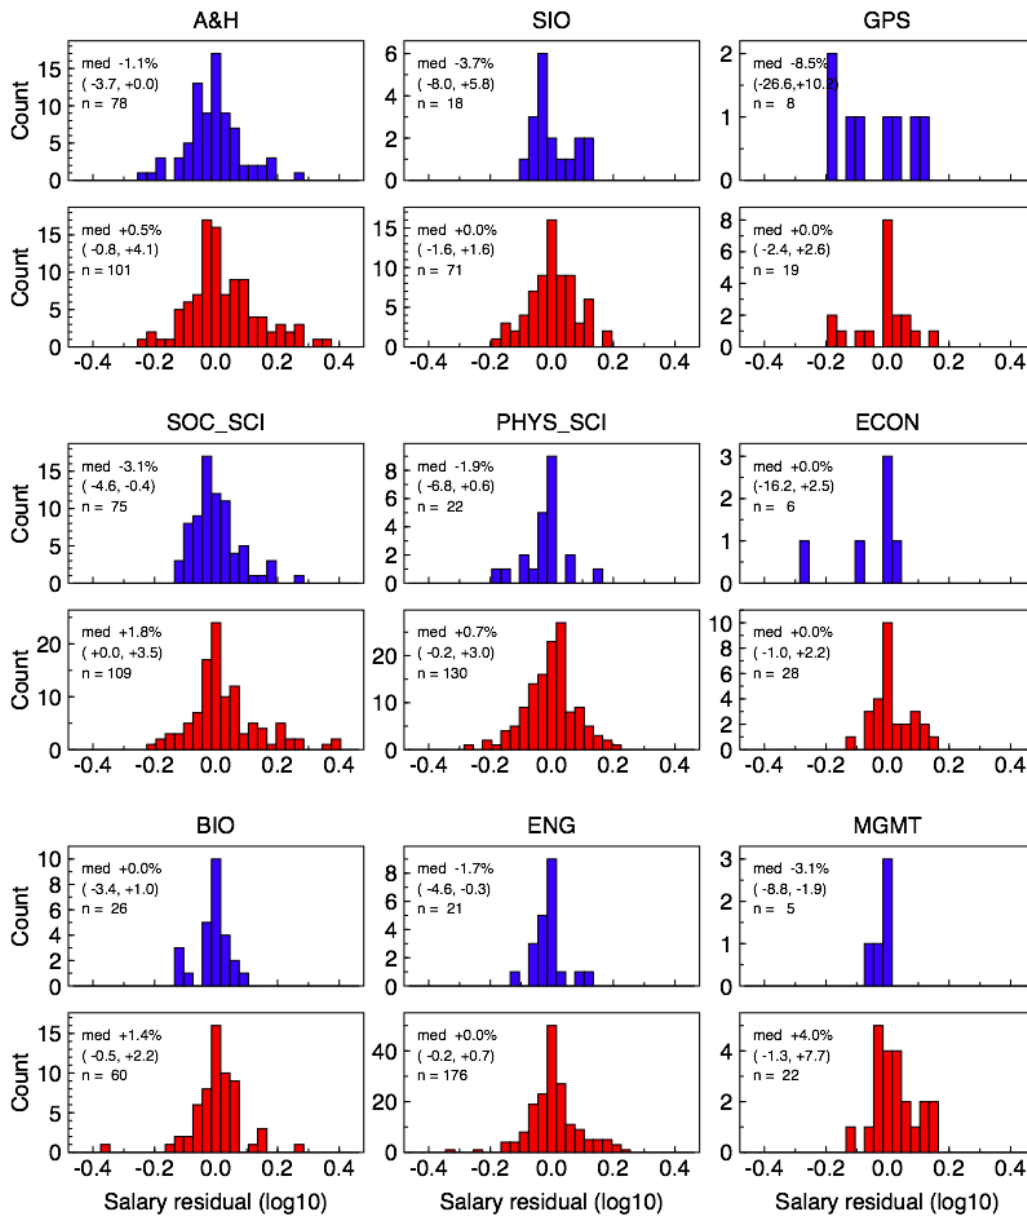 A&H SIO GPS
Count
15
10
5
0
med -1.1%
( -3.7, +0.0)
n = 78
6
4
2
0
med -3.7%
( -8.0, +5.8)
n = 18
2
1
0
med -8.5%
(-26.6,+10.2)
n = 8
Count
15
10
5
0
med +0.5%
( -0.8, +4.1)
n = 101
15
10
5
0
med +0.0%
( -1.6, +1.6)
n = 71
8
6
4
2
0
med +0.0%
( -2.4, +2.6)
n = 19
-0.4 -0.2 0.0 0.2 0.4 -0.4 -0.2 0.0 0.2 0.4 -0.4 -0.2 0.0 0.2 0.4
SOC_SCI PHYS_SCI ECON
Count
15
10
5
0
med -3.1%
( -4.6, -0.4)
n = 75
8
6
4
2
0
med -1.9%
( -6.8, +0.6)
n = 22
3
2
1
0
med +0.0%
(-16.2, +2.5)
n = 6
Count
20
10
0
med +1.8%
( +0.0, +3.5)
n = 109
20
10
0
med +0.7%
( -0.2, +3.0)
n = 130
10
8
6
4
2
0
med +0.0%
( -1.0, +2.2)
n = 28
-0.4 -0.2 0.0 0.2 0.4 -0.4 -0.2 0.0 0.2 0.4 -0.4 -0.2 0.0 0.2 0.4
BIO ENG MGMT
Count
10
8
6
4
2
0
med +0.0%
( -3.4, +1.0)
n = 26
8
6
4
2
0
med -1.7%
( -4.6, -0.3)
n = 21
3
2
1
0
med -3.1%
( -8.8, -1.9)
n = 5
Count
15
10
5
0
med +1.4%
( -0.5, +2.2)
n = 60
40
20
0
med +0.0%
( -0.2, +0.7)
n = 176
6
4
2
0
med +4.0%
( -1.3, +7.7)
n = 22
-0.4 -0.2 0.0 0.2 0.4 -0.4 -0.2 0.0 0.2 0.4 -0.4 -0.2 0.0 0.2 0.4
Salary residual (log10) Salary residual (log10) Salary residual (log10)